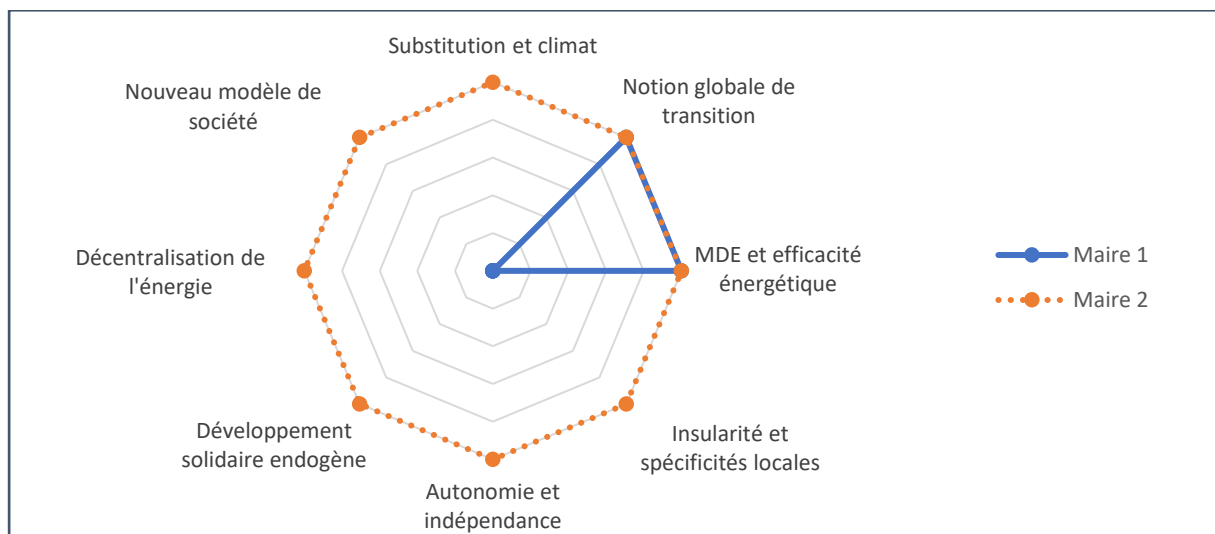 Substitution et climat
Notion globale de
transition
MDE et efficacité
énergétique
Insularité et
spécificités locales
Autonomie et
indépendance
Développement
solidaire endogène
Décentralisation de
l'énergie
Nouveau modèle de
société
Maire 1
Maire 2